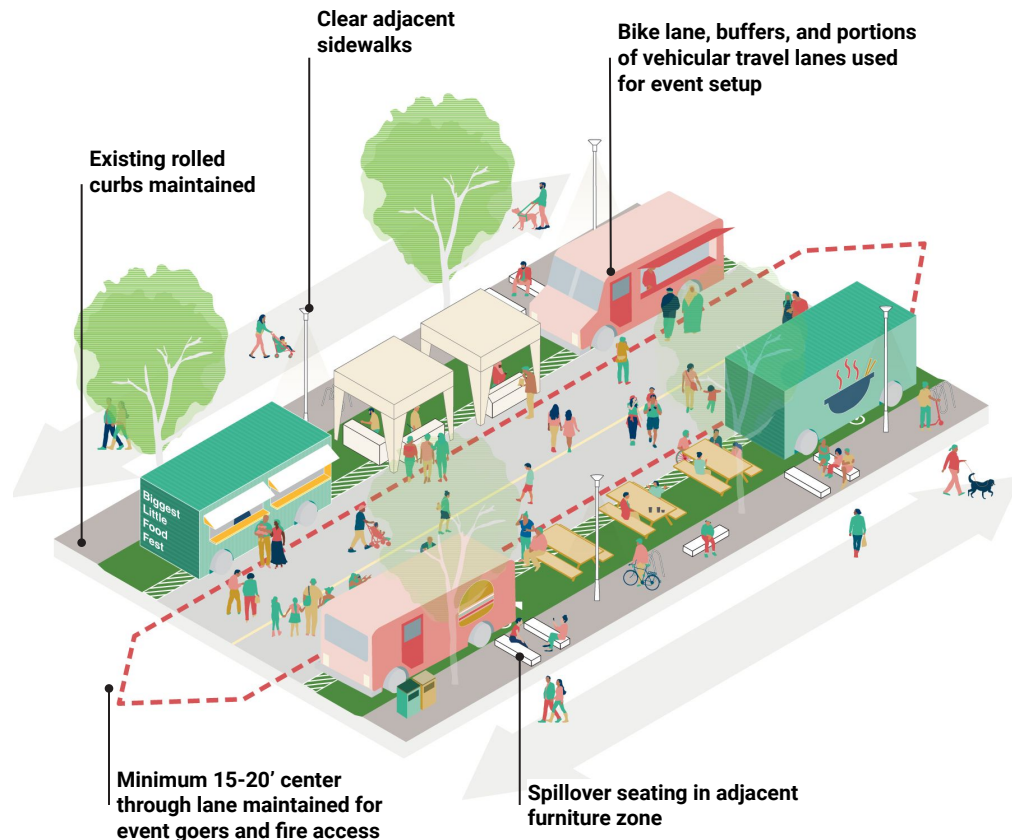 Clear adjacent
sidewalks
Bike lane, buffers, and portions
of vehicular travel lanes used
for event setup
Existing rolled
curbs maintained
Biggest
Little
Food
Fest
Minimum 15-20’ center
through lane maintained for
event goers and fire access
Spillover seating in adjacent
furniture zone